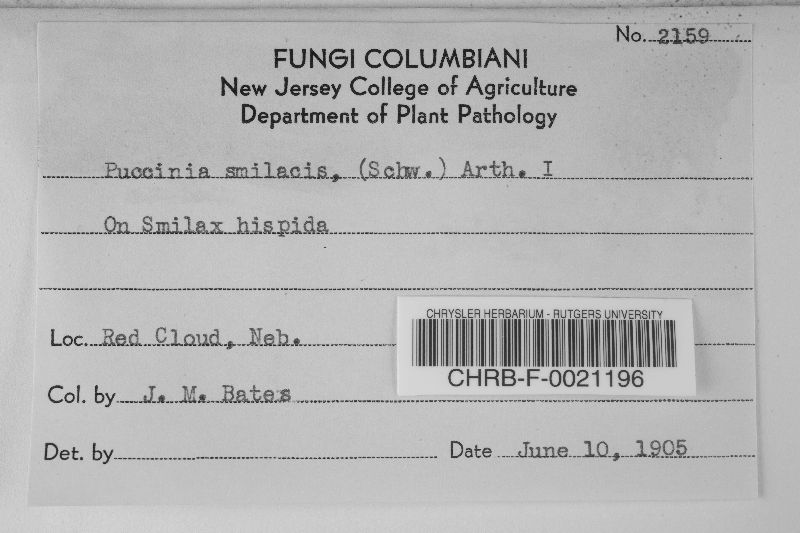 No. 2159
FUNGI COLUMBIANI
New Jersey College of Agriculture
Department of Plant Pathology
Puccinia smilacis, (Schw.) Arth. I
On Smilax hispida
CHRYSLER HERBARIUM - RUTGERS UNIVERSITY
Loc. Red Cloud, Neb.
CHRB-F-0021196
Col. by J. M. Bates
Det. by
Date June 10, 1905